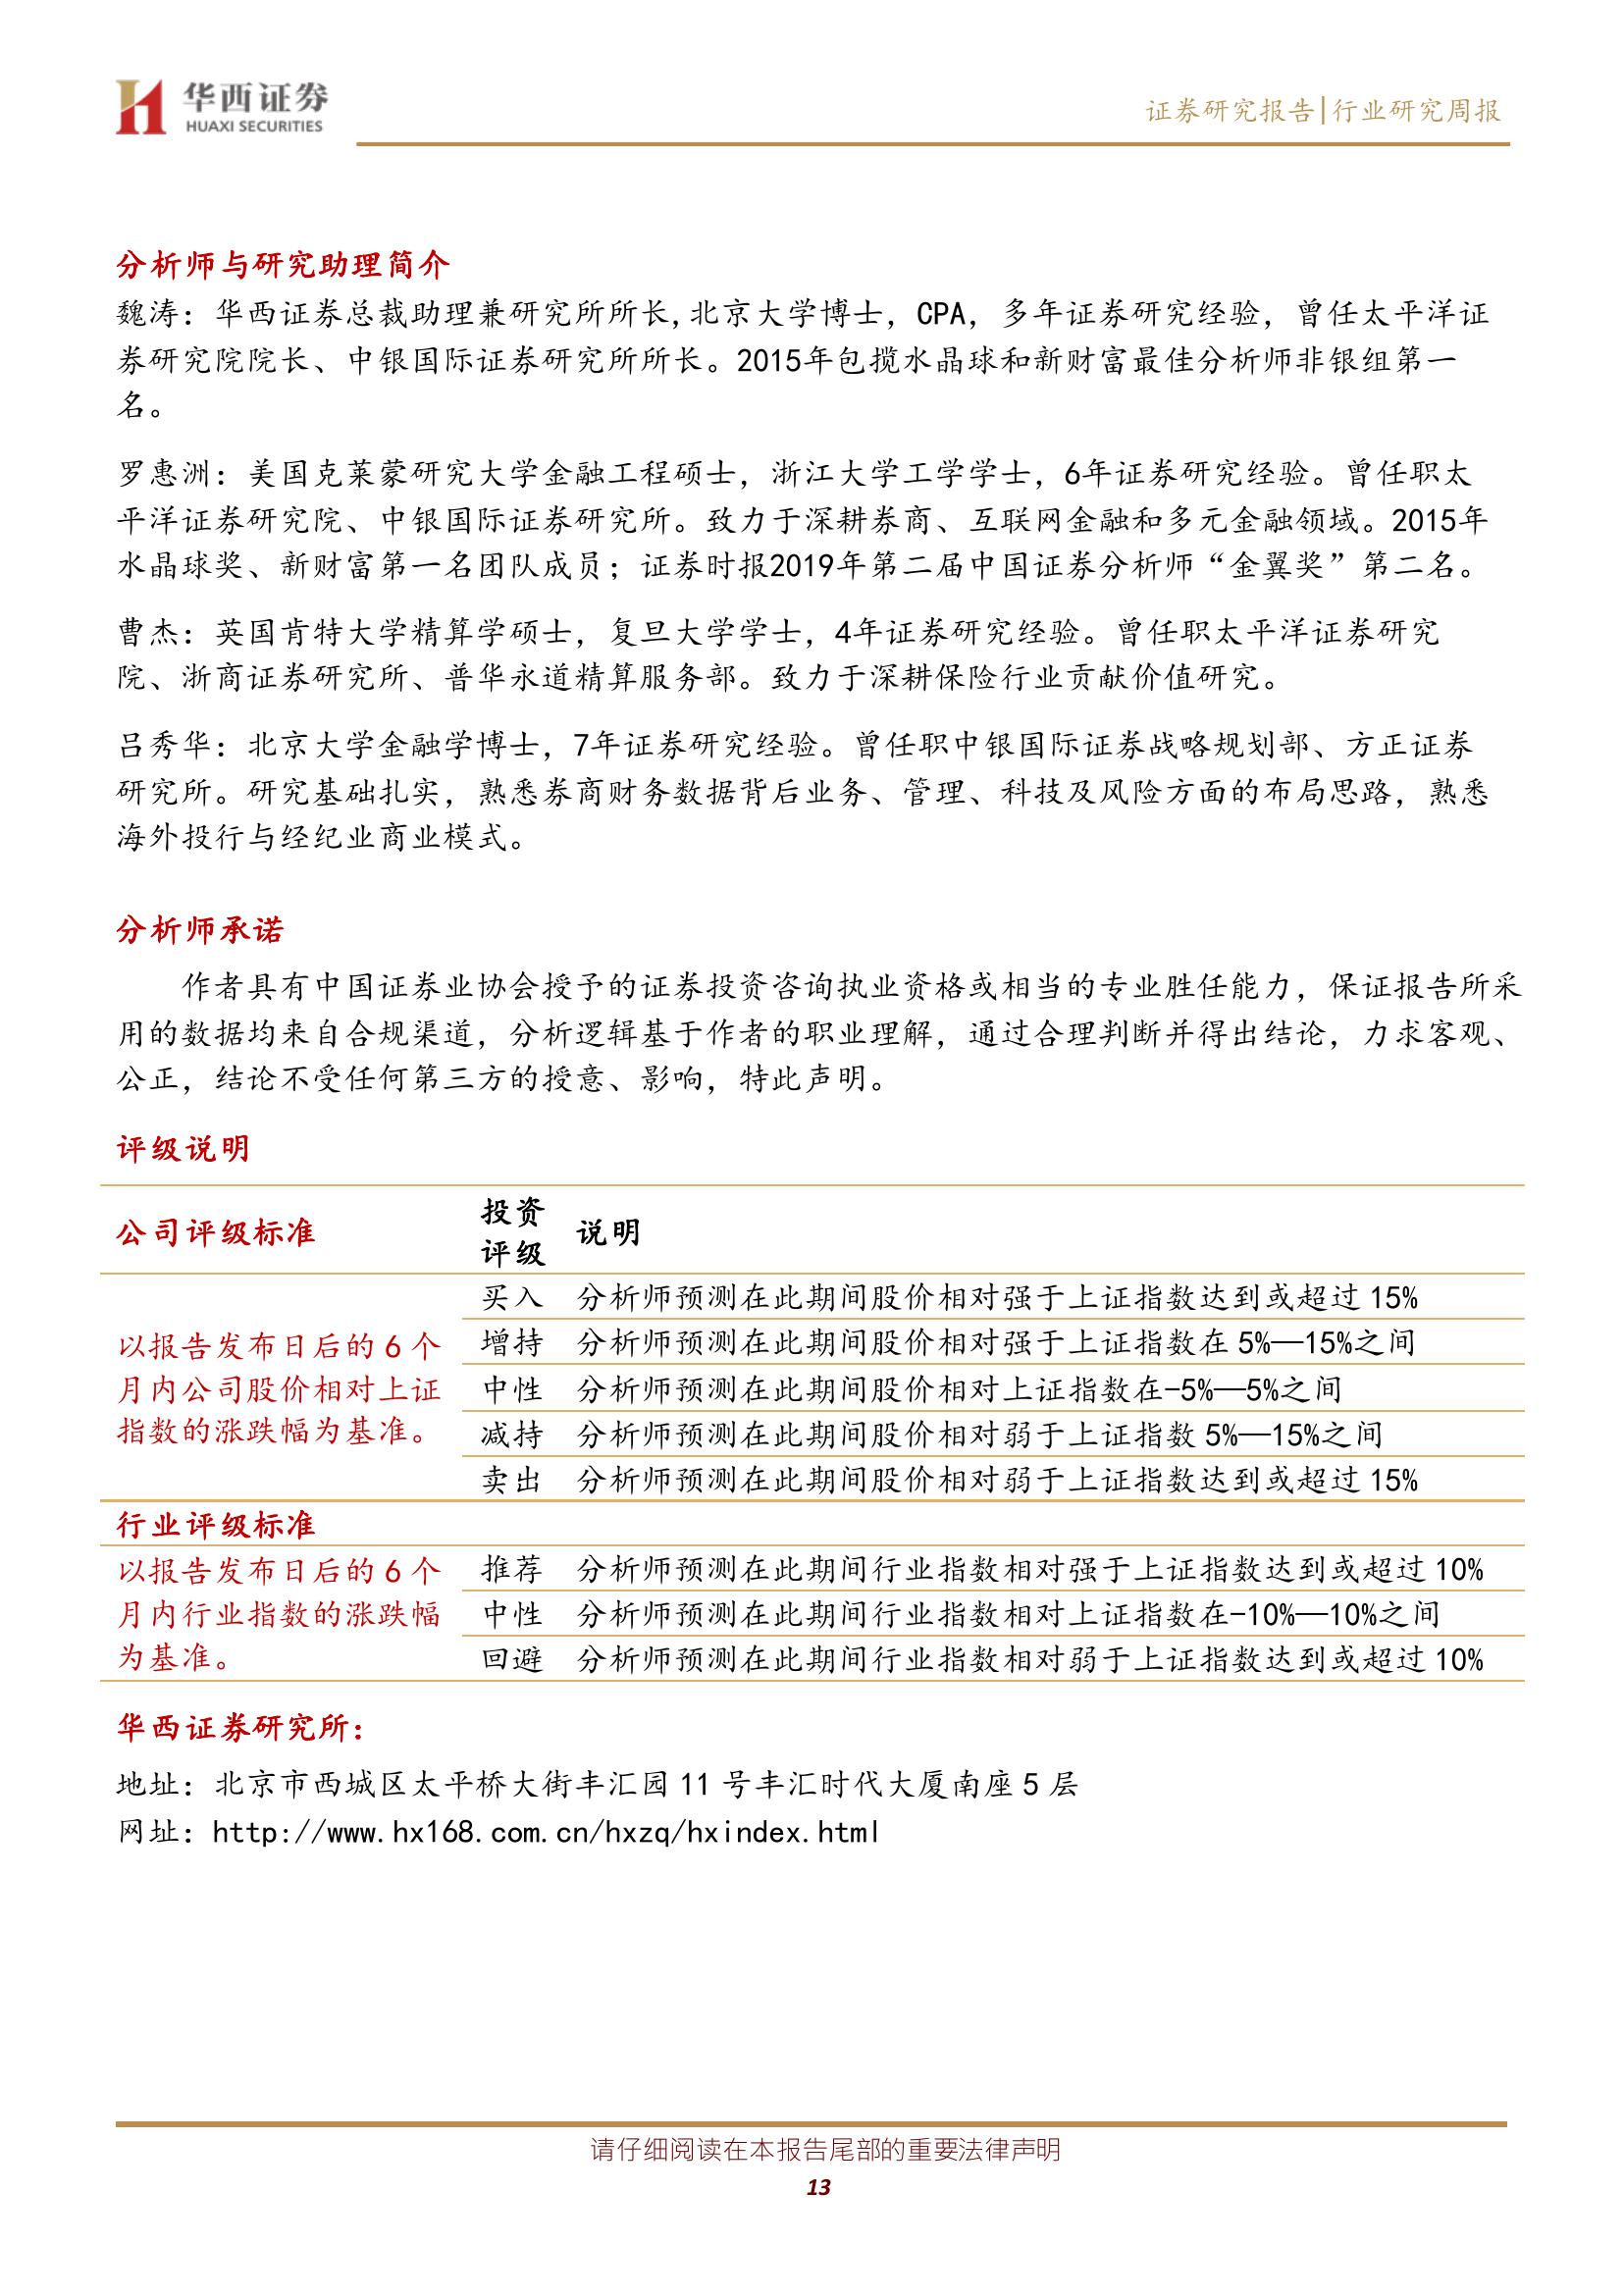 华西证券
HUAXI SECURITIES
证券研究报告|行业研究周报
分析师与研究助理简介
魏涛：华西证券总裁助理兼研究所所长,北京大学博士，CPA，多年证券研究经验，曾任太平洋证
券研究院院长、中银国际证券研究所所长。2015年包揽水晶球和新财富最佳分析师非银组第一
名。
罗惠洲：美国克莱蒙研究大学金融工程硕士，浙江大学工学学士，6年证券研究经验。曾任职太
平洋证券研究院、中银国际证券研究所。致力于深耕券商、互联网金融和多元金融领域。2015年
水晶球奖、新财富第一名团队成员；证券时报2019年第二届中国证券分析师“金翼奖”第二名。
曹杰：英国肯特大学精算学硕士，复旦大学学士，4年证券研究经验。曾任职太平洋证券研究
院、浙商证券研究所、普华永道精算服务部。致力于深耕保险行业贡献价值研究。
吕秀华：北京大学金融学博士，7年证券研究经验。曾任职中银国际证券战略规划部、方正证券
研究所。研究基础扎实，熟悉券商财务数据背后业务、管理、科技及风险方面的布局思路，熟悉
海外投行与经纪业商业模式。
分析师承诺
作者具有中国证券业协会授予的证券投资咨询执业资格或相当的专业胜任能力，保证报告所采
用的数据均来自合规渠道，分析逻辑基于作者的职业理解，通过合理判断并得出结论，力求客观、
公正，结论不受任何第三方的授意、影响，特此声明。
评级说明
公司评级标准
投资
评级
说明
以报告发布日后的 6 个
月内公司股价相对上证
指数的涨跌幅为基准。
买入 分析师预测在此期间股价相对强于上证指数达到或超过 15%
增持 分析师预测在此期间股价相对强于上证指数在 5%—15%之间
中性 分析师预测在此期间股价相对上证指数在-5%—5%之间
减持 分析师预测在此期间股价相对弱于上证指数 5%—15%之间
卖出 分析师预测在此期间股价相对弱于上证指数达到或超过 15%
行业评级标准
以报告发布日后的 6 个
月内行业指数的涨跌幅
为基准。
推荐 分析师预测在此期间行业指数相对强于上证指数达到或超过 10%
中性 分析师预测在此期间行业指数相对上证指数在-10%—10%之间
回避 分析师预测在此期间行业指数相对弱于上证指数达到或超过 10%
华西证券研究所：
地址：北京市西城区太平桥大街丰汇园 11 号丰汇时代大厦南座 5 层
网址：http://www.hx168.com.cn/hxzq/hxindex.html
请仔细阅读在本报告尾部的重要法律声明
13